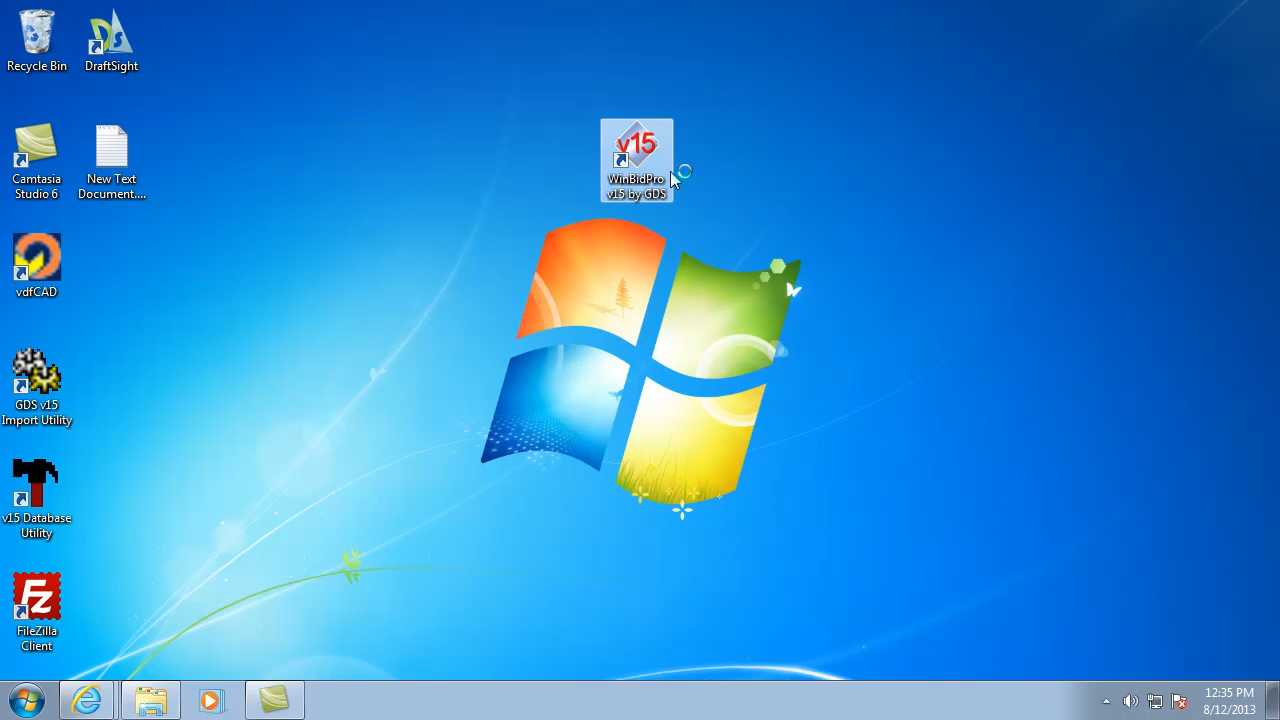 Recycle Bin
DraftSight
Camtasia
Studio 6
New Text
Document....
vdfCAD
GDS v15
Import Utility
v15 Database
Utility
FZ
FileZilla
Client
v15
WinBidPro
v15 by GDS
12:35 PM
8/12/2013